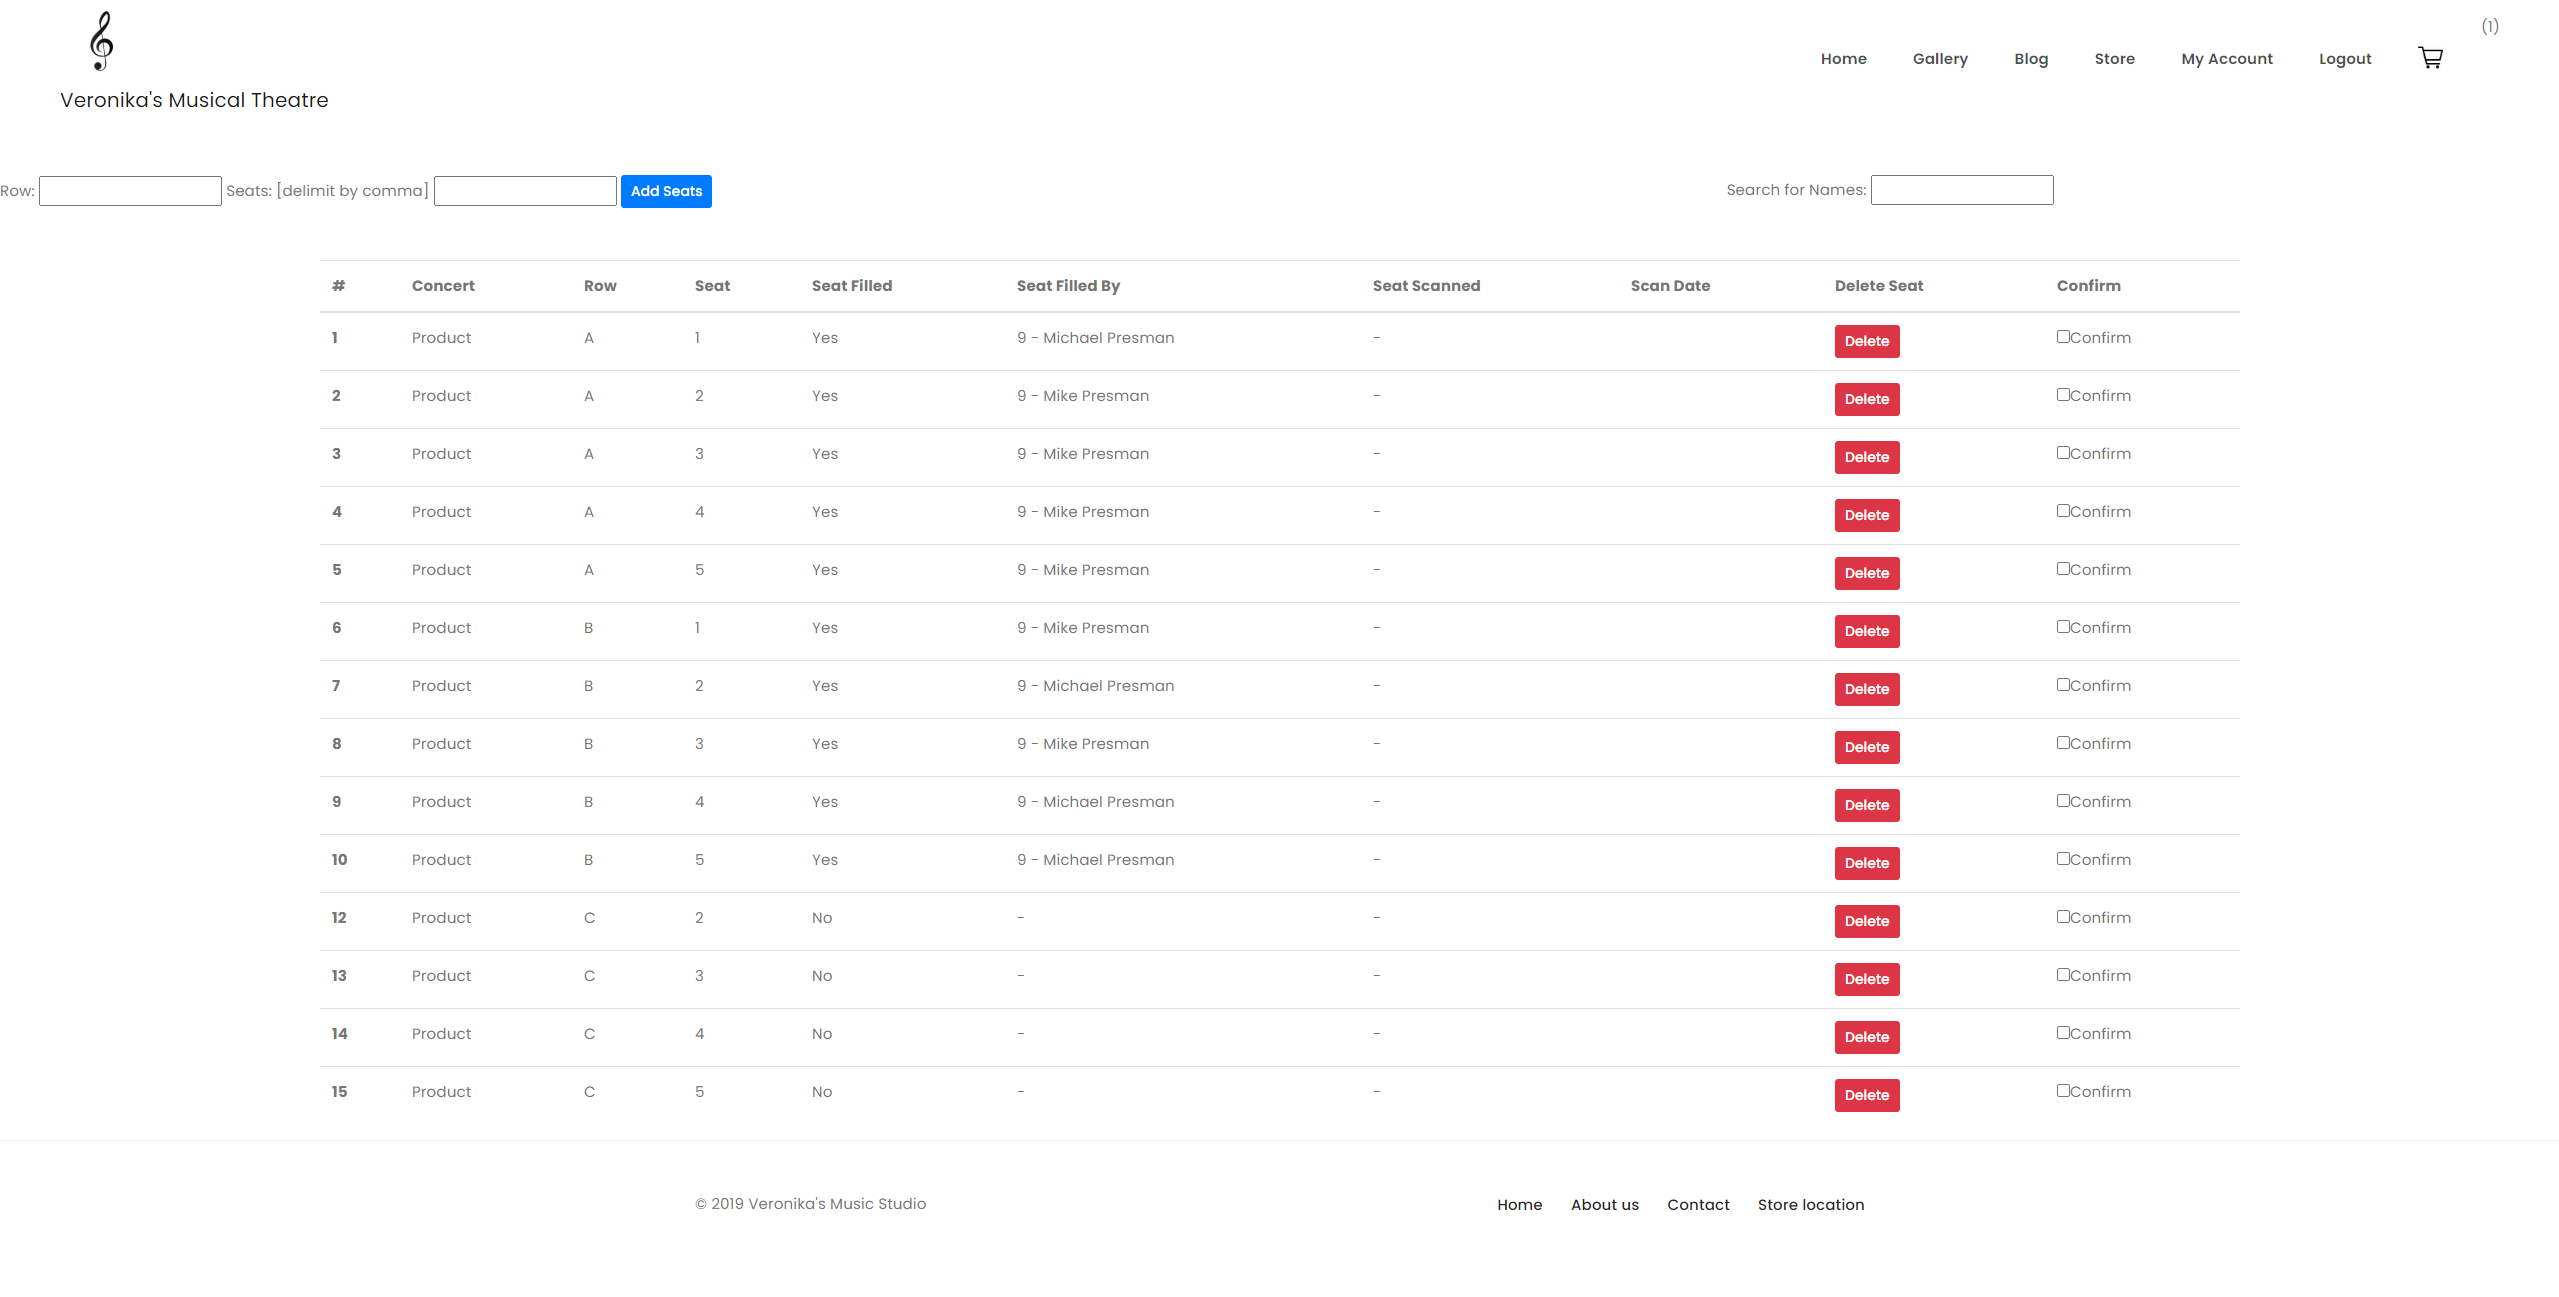 (1)
Home Gallery Blog Store My Account Logout
Veronika's Musical Theatre
Row: Seats: [delimit by comma] Add Seats Search for Names:
# Concert Row Seat Seat Filled Seat Filled By Seat Scanned Scan Date Delete Seat Confirm
1 Product A 1 Yes 9 - Michael Presman - Delete Confirm
2 Product A 2 Yes 9 - Mike Presman - Delete Confirm
3 Product A 3 Yes 9 - Mike Presman - Delete Confirm
4 Product A 4 Yes 9 - Mike Presman - Delete Confirm
5 Product A 5 Yes 9 - Mike Presman - Delete Confirm
6 Product B 1 Yes 9 - Mike Presman - Delete Confirm
7 Product B 2 Yes 9 - Michael Presman - Delete Confirm
8 Product B 3 Yes 9 - Mike Presman - Delete Confirm
9 Product B 4 Yes 9 - Michael Presman - Delete Confirm
10 Product B 5 Yes 9 - Michael Presman - Delete Confirm
12 Product C 2 No - - Delete Confirm
13 Product C 3 No - - Delete Confirm
14 Product C 4 No - - Delete Confirm
15 Product C 5 No - - Delete Confirm
© 2019 Veronika's Music Studio Home About us Contact Store location